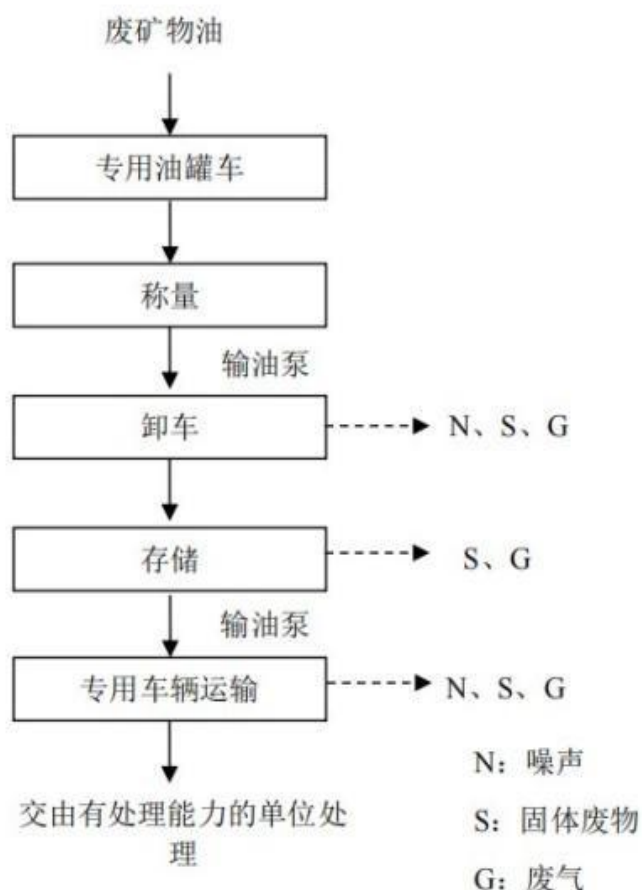 废矿物油
专用油罐车
称量
输油泵
卸车
N、S、G
存储
S、G
输油泵
专用车辆运输
N、S、G
N：噪声
交由有处理能力的单位处
理
S：固体废物
G：废气